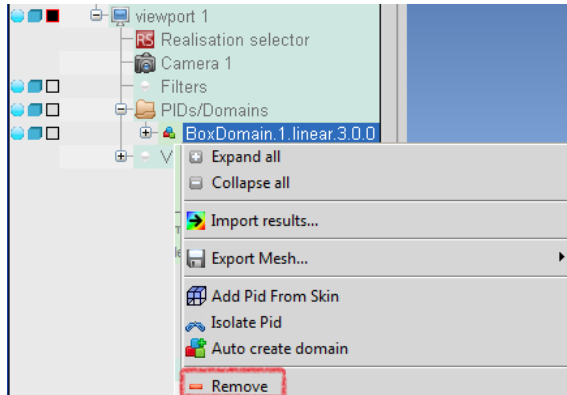 viewport 1
RS Realisation selector
Camera 1
Filters
PIDs/Domains
BoxDomain.1.linear.3.0.0
V
Expand all
Collapse all
Import results...
Export Mesh...
Add Pid From Skin
Isolate Pid
Auto create domain
Remove